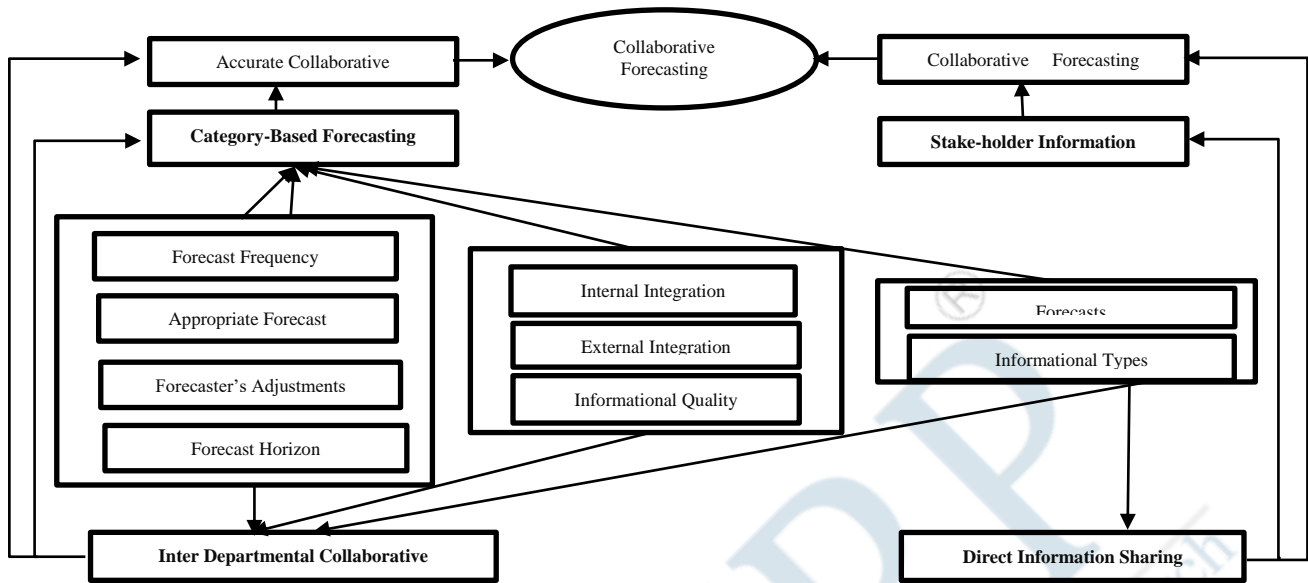 Accurate Collaborative
Collaborative
Forecasting
Collaborative Forecasting
Category-Based Forecasting
Stake-holder Information
Forecast Frequency
Appropriate Forecast
Forecaster's Adjustments
Forecast Horizon
Internal Integration
External Integration
Informational Quality
Forecasts
Informational Types
Inter Departmental Collaborative
Direct Information Sharing